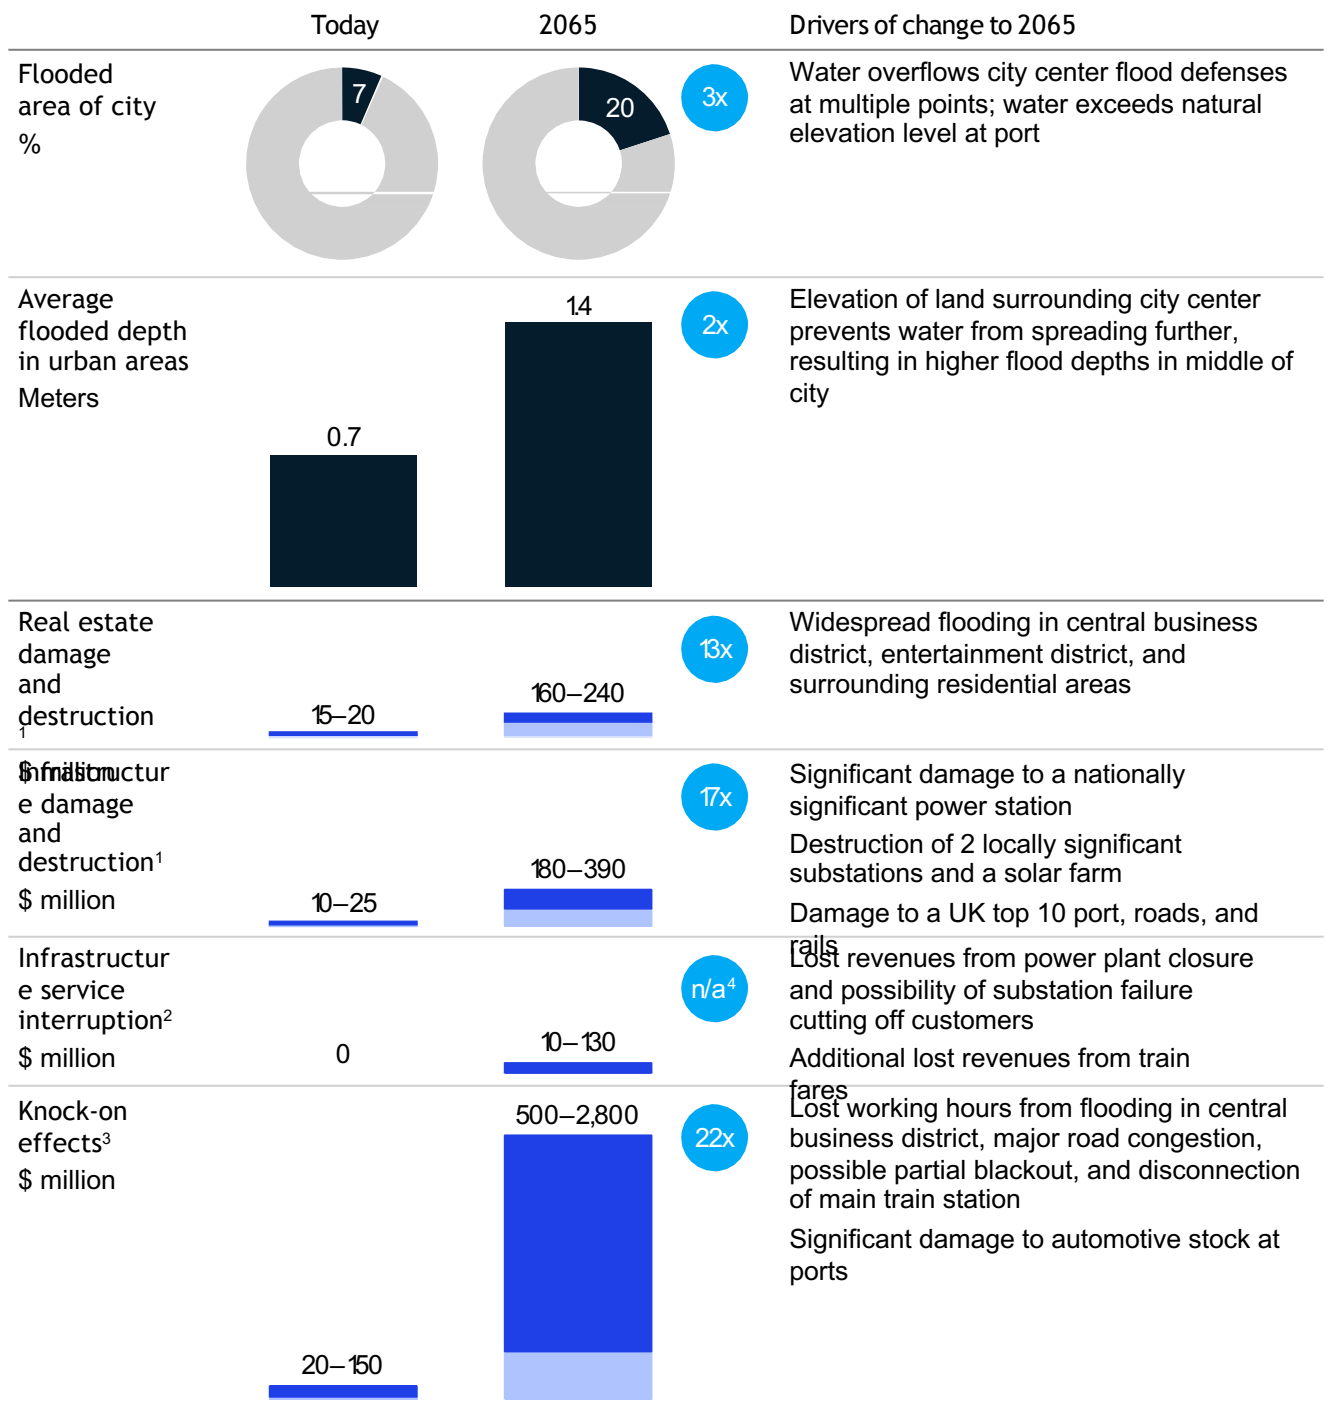 Today 2065 Drivers of change to 2065
Flooded
area of city
%
7
20
3x
Water overflows city center flood defenses
at multiple points; water exceeds natural
elevation level at port
Average
flooded depth
in urban areas
Meters
0.7
1.4
2x
Elevation of land surrounding city center
prevents water from spreading further,
resulting in higher flood depths in middle of
city
Real estate
damage
and
destruction
1
$ million
15–20
160–240
13x
Widespread flooding in central business
district, entertainment district, and
surrounding residential areas
Infrastructur
e damage
and
destruction1
$ million
10–25
180–390
17x
Significant damage to a nationally
significant power station
Destruction of 2 locally significant
substations and a solar farm
Damage to a UK top 10 port, roads, and
rails
Infrastructur
e service
interruption2
$ million
0
10–130
n/a4
Lost revenues from power plant closure
and possibility of substation failure
cutting off customers
Additional lost revenues from train
fares
Knock-on
effects3
$ million
20–150
500–2,800
22x
Lost working hours from flooding in central
business district, major road congestion,
possible partial blackout, and disconnection
of main train station
Significant damage to automotive stock at
ports